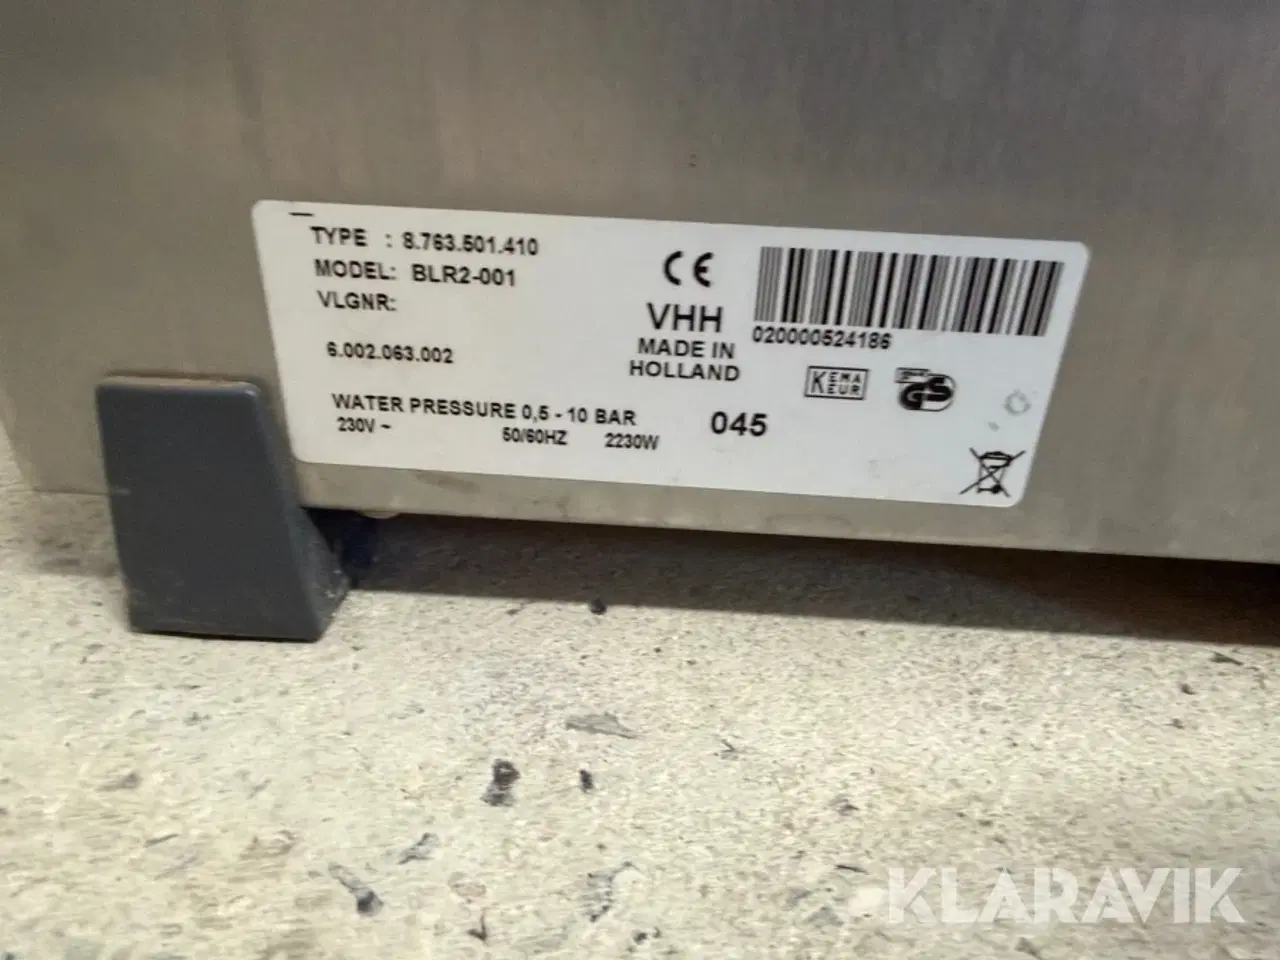 TYPE : 8.763.501.410
MODEL: BLR2-001
VLGNR:
6.002.063.002
WATER PRESSURE 0,5 - 10 BAR
230V ~ 50/60HZ 2230W
CE
VHH
MADE IN
HOLLAND
045
020000524186
KEMA
KEUR
GS
KLARAVIK